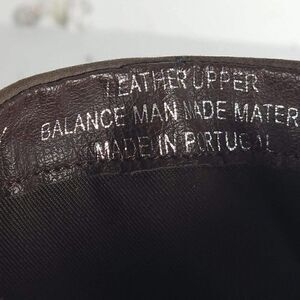 LEATHER UPPER
BALANCE MAN MADE MATER
MADE IN PORTUGAL